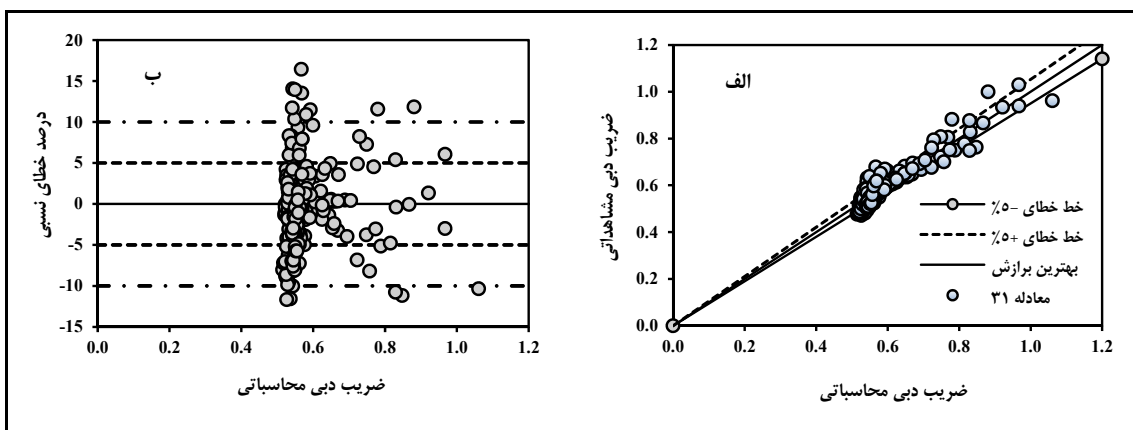 الف
1.2
1.0
0.8
0.6
0.4
0.2
0.0
0.0 0.2 0.4 0.6 0.8 1.0 1.2
ضریب دبی مشاهداتی
ضریب دبی محاسباتی
خط خطای -۵%
خط خطای +۵%
بهترین برازش
معادله ۳۱
ب
20
15
10
5
0
-5
-10
-15
0.0 0.2 0.4 0.6 0.8 1.0 1.2
درصد خطای نسبی
ضریب دبی محاسباتی